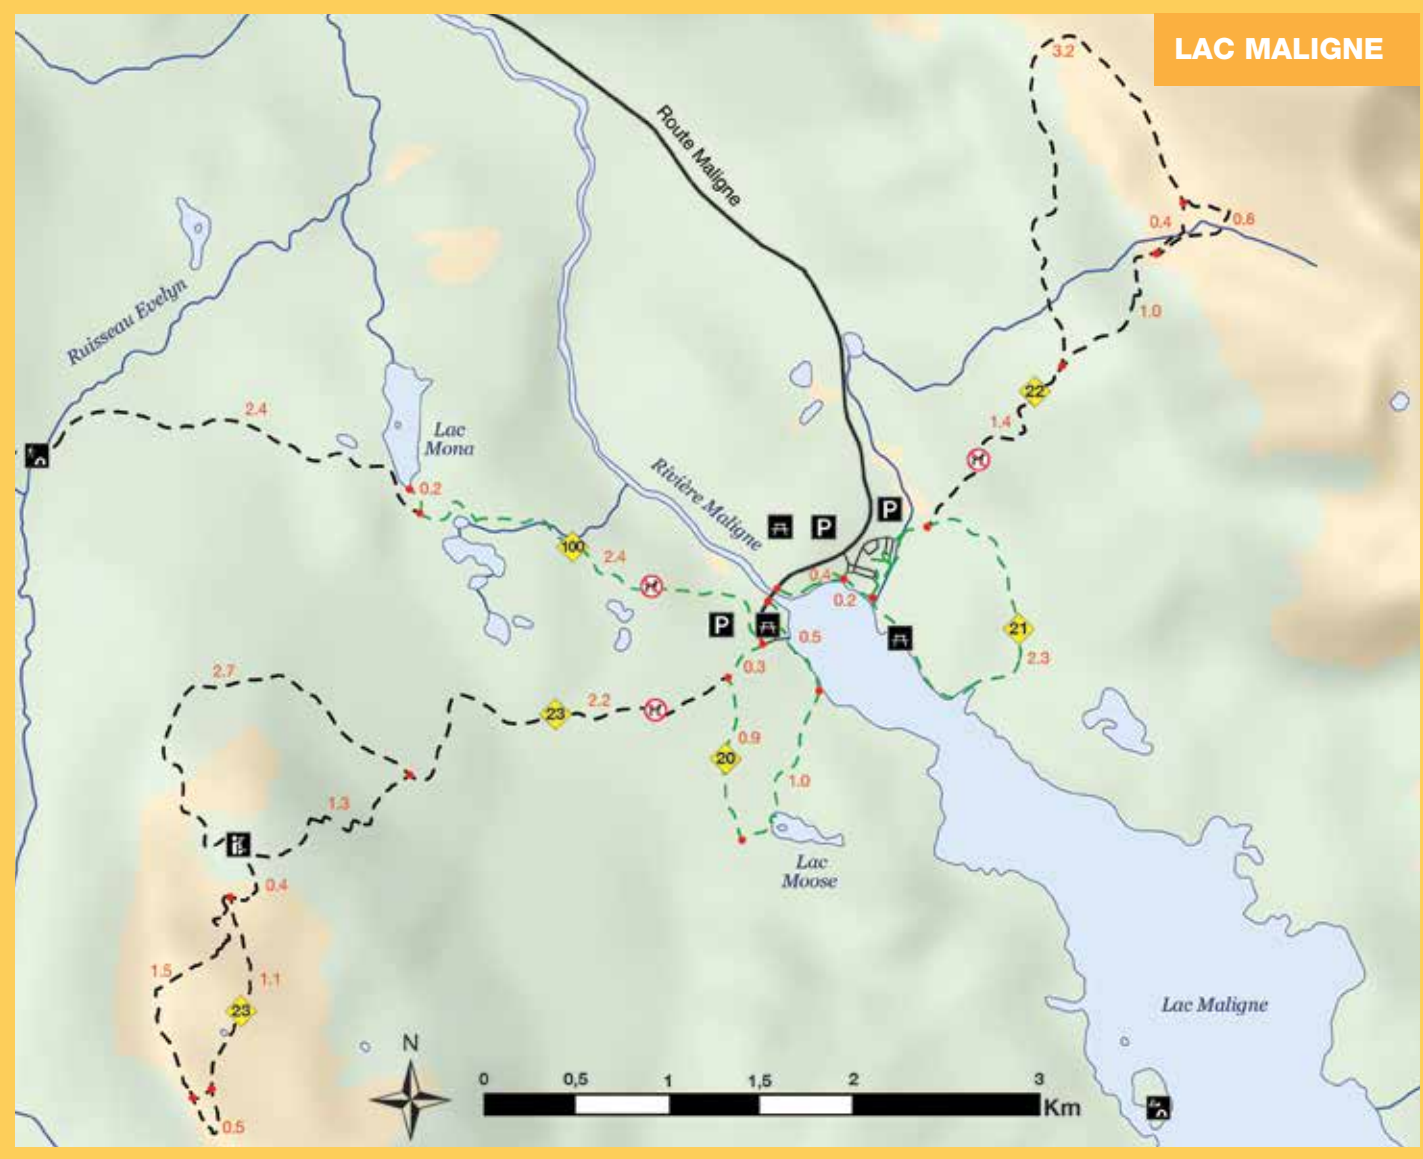 LAC MALIGNE
3.2
Route Maligne
0.4
0.6
Ruisseau Evelyn
1.0
22
2.4
1.4
Lac
Mona
Rivière Maligne
0.2
P
P
100
2.4
0.4
0.2
P
0.5
21
2.3
0.3
2.7
2.2
23
0.9
20
1.0
1.3
Lac
Moose
0.4
1.5
1.1
23
Lac Maligne
N
0 0,5 1 1,5 2 3
Km
0.5